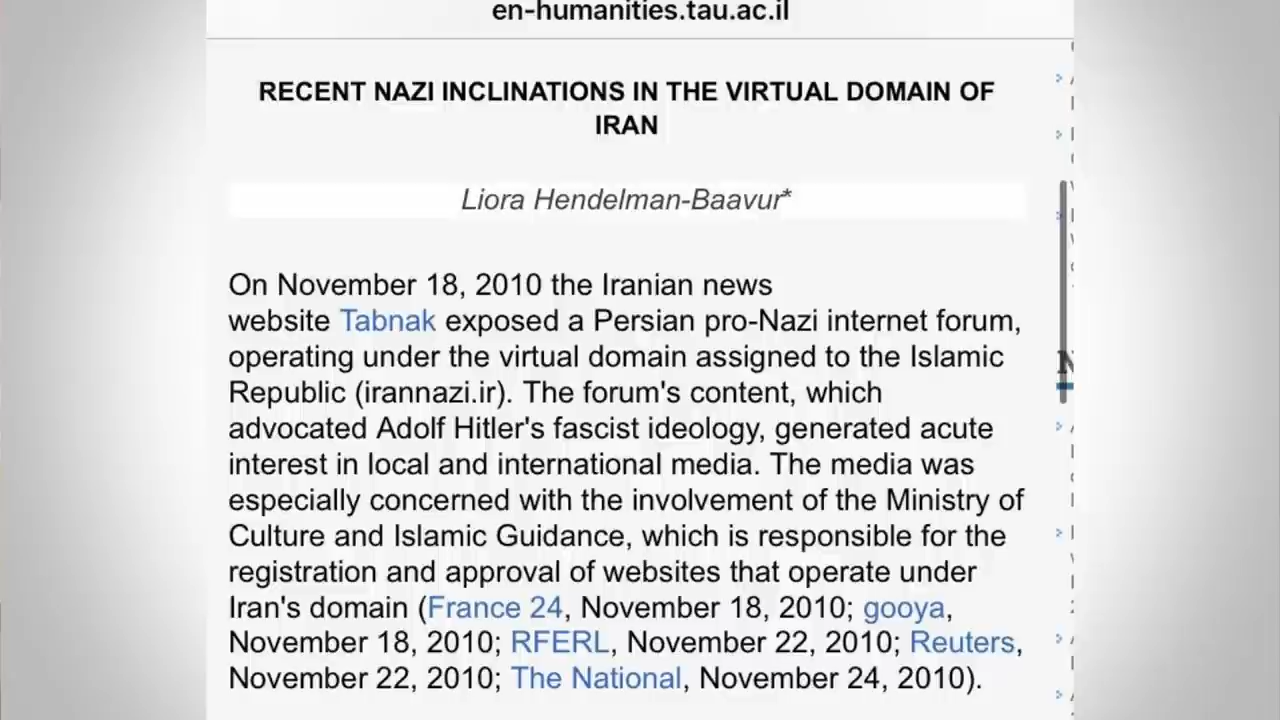 en-humanities.tau.ac.il
RECENT NAZI INCLINATIONS IN THE VIRTUAL DOMAIN OF
IRAN
Liora Hendelman-Baavur*
On November 18, 2010 the Iranian news
website Tabnak exposed a Persian pro-Nazi internet forum,
operating under the virtual domain assigned to the Islamic
Republic (irannazi.ir). The forum's content, which
advocated Adolf Hitler's fascist ideology, generated acute
interest in local and international media. The media was
especially concerned with the involvement of the Ministry of
Culture and Islamic Guidance, which is responsible for the
registration and approval of websites that operate under
Iran's domain (France 24, November 18, 2010; gooya,
November 18, 2010; RFERL, November 22, 2010; Reuters,
November 22, 2010; The National, November 24, 2010).